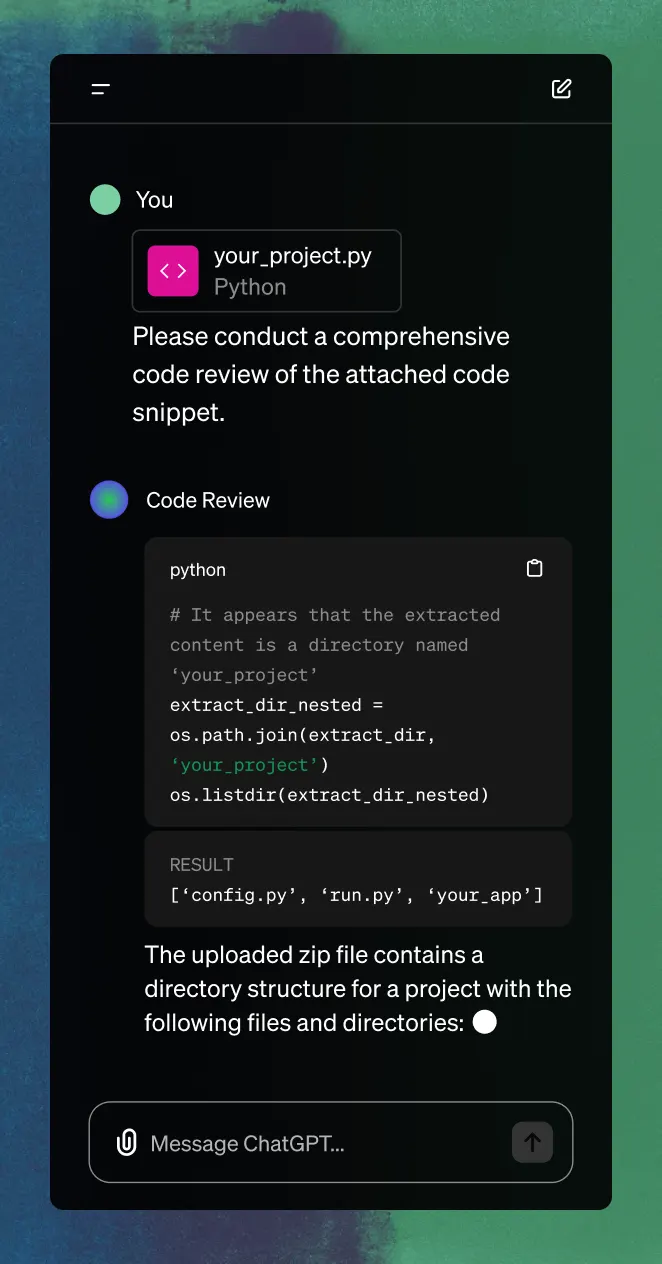 You
your_project.py
Python
Please conduct a comprehensive
code review of the attached code
snippet.
Code Review
python
# It appears that the extracted
content is a directory named
‘your_project’
extract_dir_nested =
os.path.join(extract_dir,
‘your_project’)
os.listdir(extract_dir_nested)
RESULT
[‘config.py’, ‘run.py’, ‘your_app’]
The uploaded zip file contains a
directory structure for a project with the
following files and directories:
Message ChatGPT...